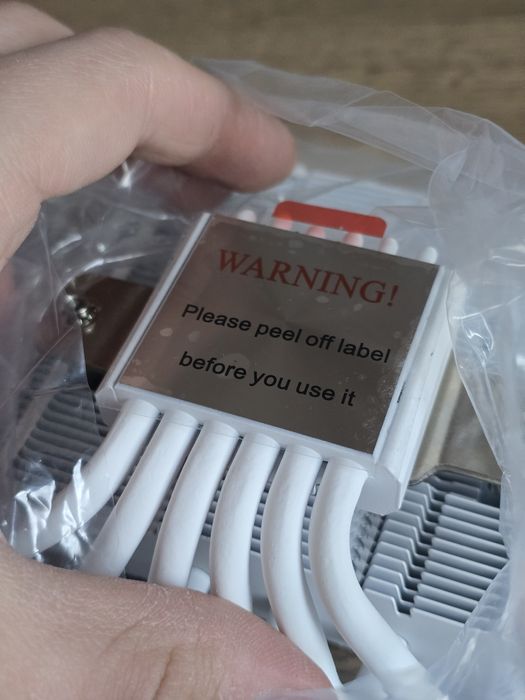 WARNING!
Please peel off label
before you use it